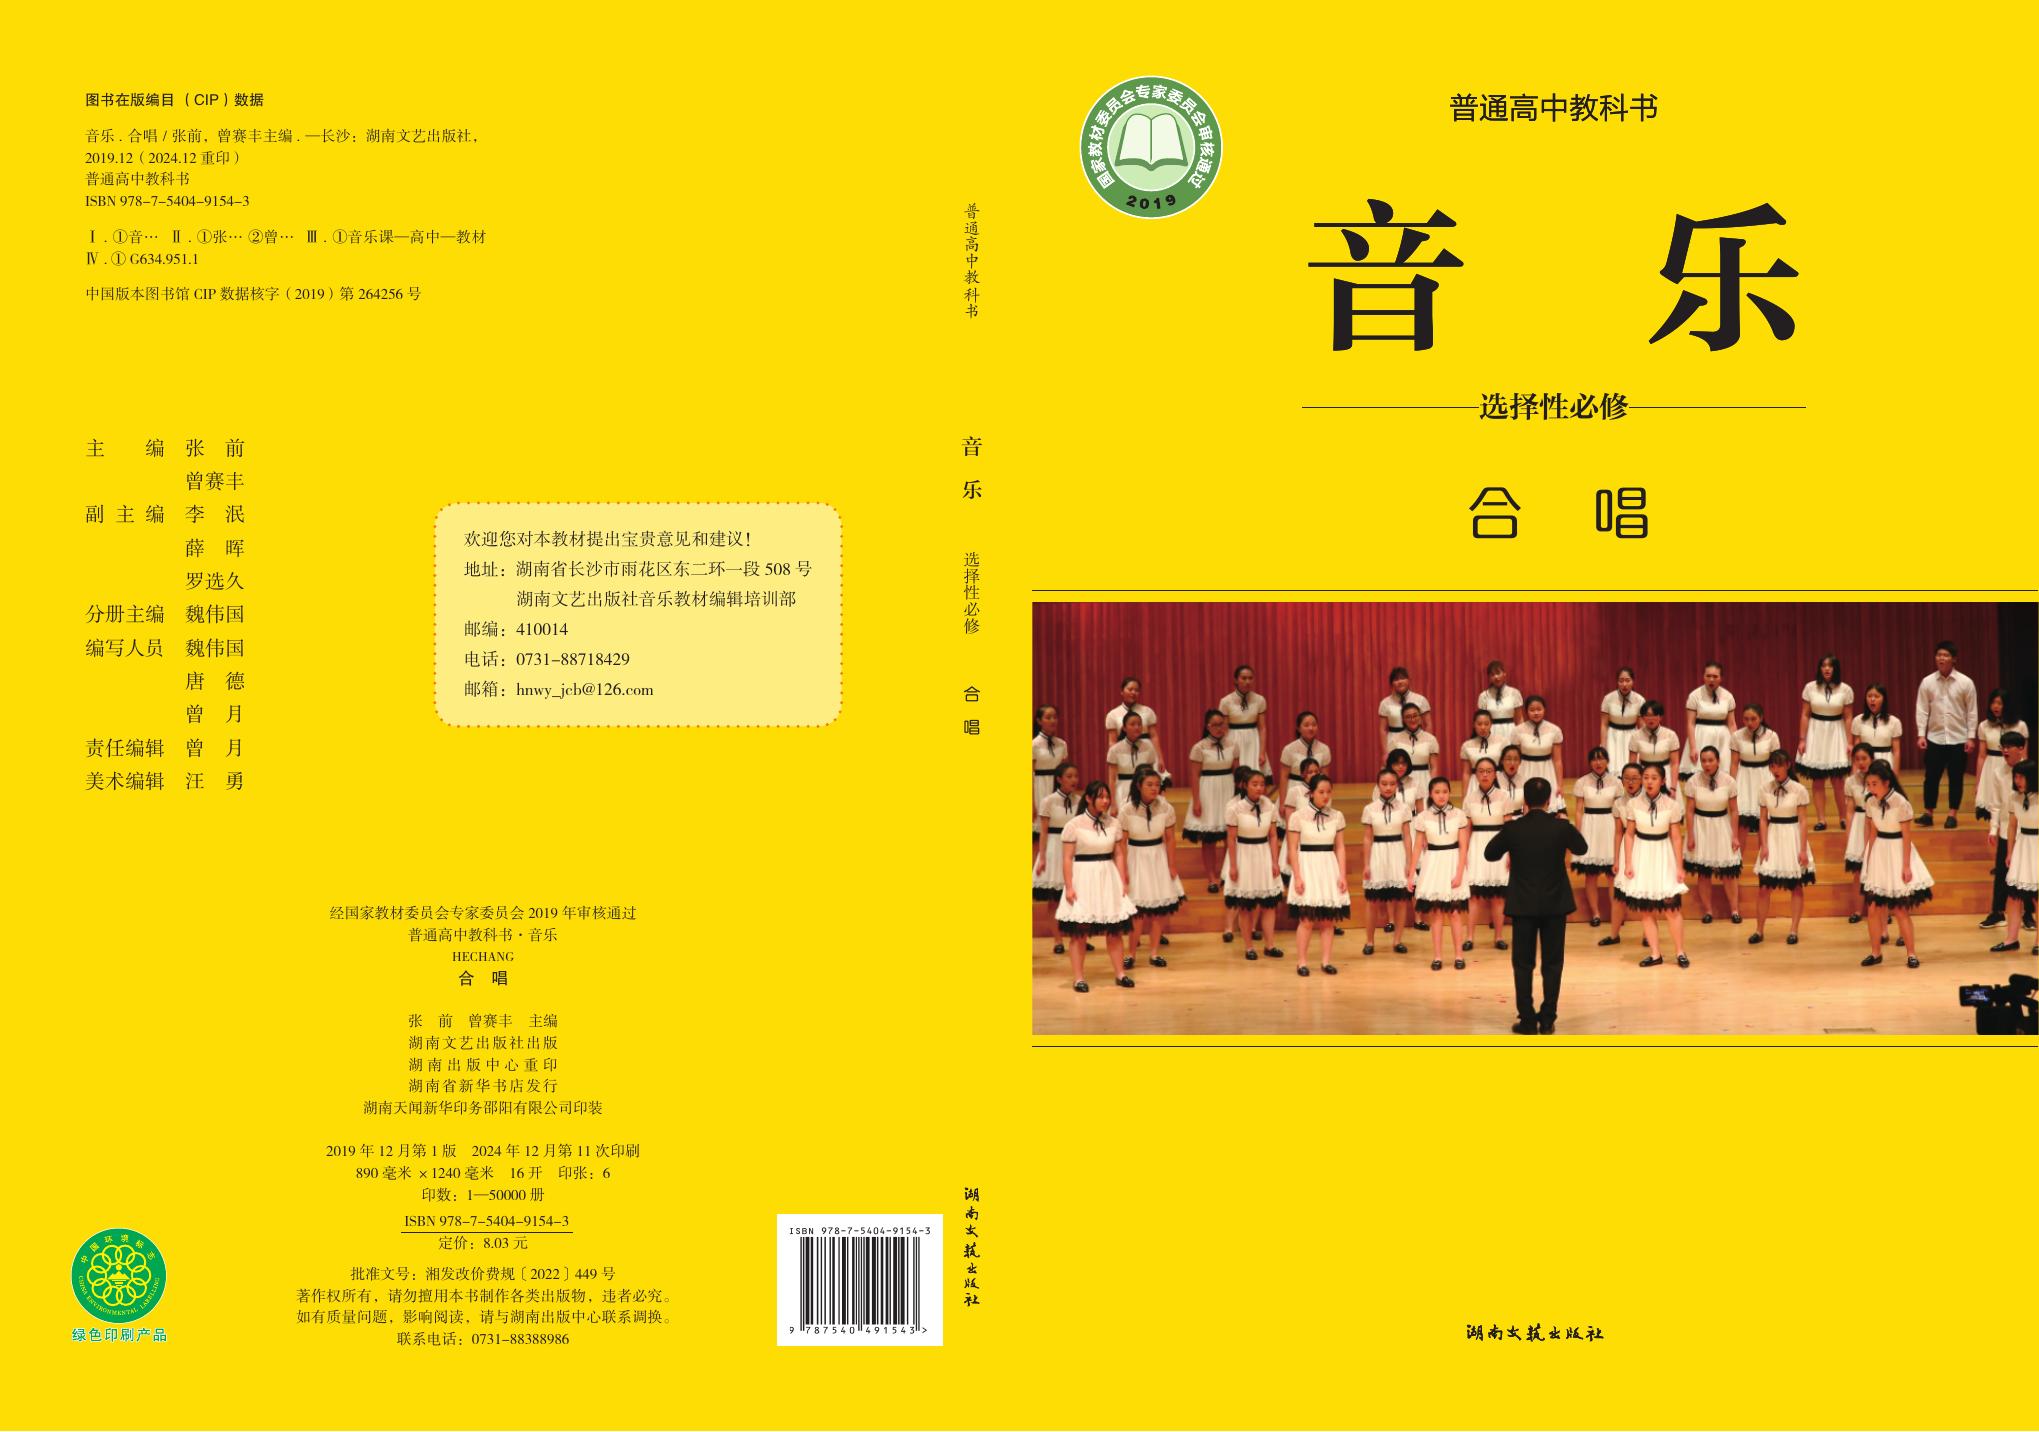 图书在版编目（CIP）数据
音乐 . 合唱 / 张前，曾赛丰主编 . —长沙：湖南文艺出版社，
2019.12（2024.12 重印）
普通高中教科书
ISBN 978-7-5404-9154-3
Ⅰ . ①音… Ⅱ . ①张… ②曾… Ⅲ . ①音乐课—高中—教材
Ⅳ . ① G634.951.1
中国版本图书馆 CIP 数据核字（2019）第 264256 号
主 编 张 前
曾赛丰
副 主 编 李 泯
薛 晖
罗选久
分册主编 魏伟国
编写人员 魏伟国
唐 德
曾 月
责任编辑 曾 月
美术编辑 汪 勇
欢迎您对本教材提出宝贵意见和建议！
地址：湖南省长沙市雨花区东二环一段 508 号
湖南文艺出版社音乐教材编辑培训部
邮编：410014
电话：0731-88718429
邮箱：hnwy_jcb@126.com
经国家教材委员会专家委员会 2019 年审核通过
普通高中教科书·音乐
HECHANG
合 唱
张 前 曾赛丰 主编
湖南文艺出版社出版
湖南出版中心重印
湖南省新华书店发行
湖南天闻新华印务邵阳有限公司印装
2019 年 12 月第 1 版 2024 年 12 月第 11 次印刷
890 毫米 ×1240 毫米 16 开 印张：6
印数：1—50000 册
ISBN 978-7-5404-9154-3
定价：8.03 元
批准文号：湘发改价费规〔2022〕449 号
著作权所有，请勿擅用本书制作各类出版物，违者必究。
如有质量问题，影响阅读，请与湖南出版中心联系调换。
联系电话：0731-88388986
中国环境标志
CHINA ENVIRONMENTAL LABELLING
绿色印刷产品
ISBN 978-7-5404-9154-3
9 787540 491543 >
普通高中教科书
音 乐
选择性必修
合 唱
湖南文艺出版社
国家教材委员会专家委员会审核通过
2019
普通高中教科书
音 乐
选择性必修
合 唱
湖南文艺出版社